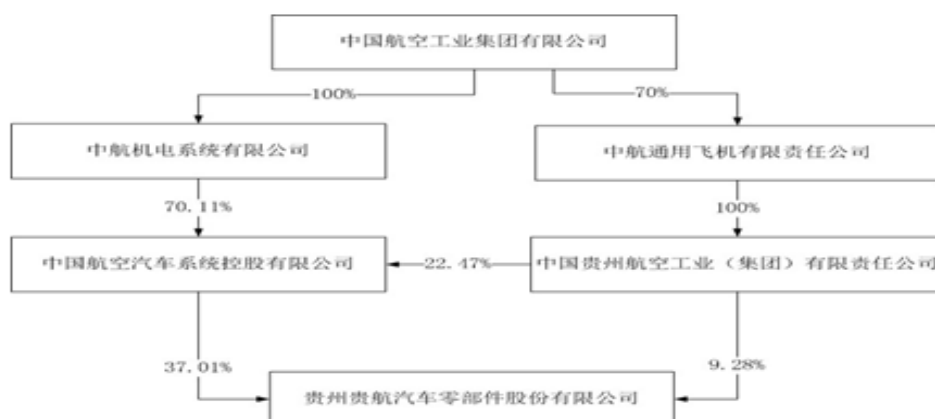 中国航空工业集团有限公司
100%
70%
中航机电系统有限公司
中航通用飞机有限责任公司
70.11%
100%
中国航空汽车系统控股有限公司
22.47%
中国贵州航空工业（集团）有限责任公司
37.01%
9.28%
贵州贵航汽车零部件股份有限公司